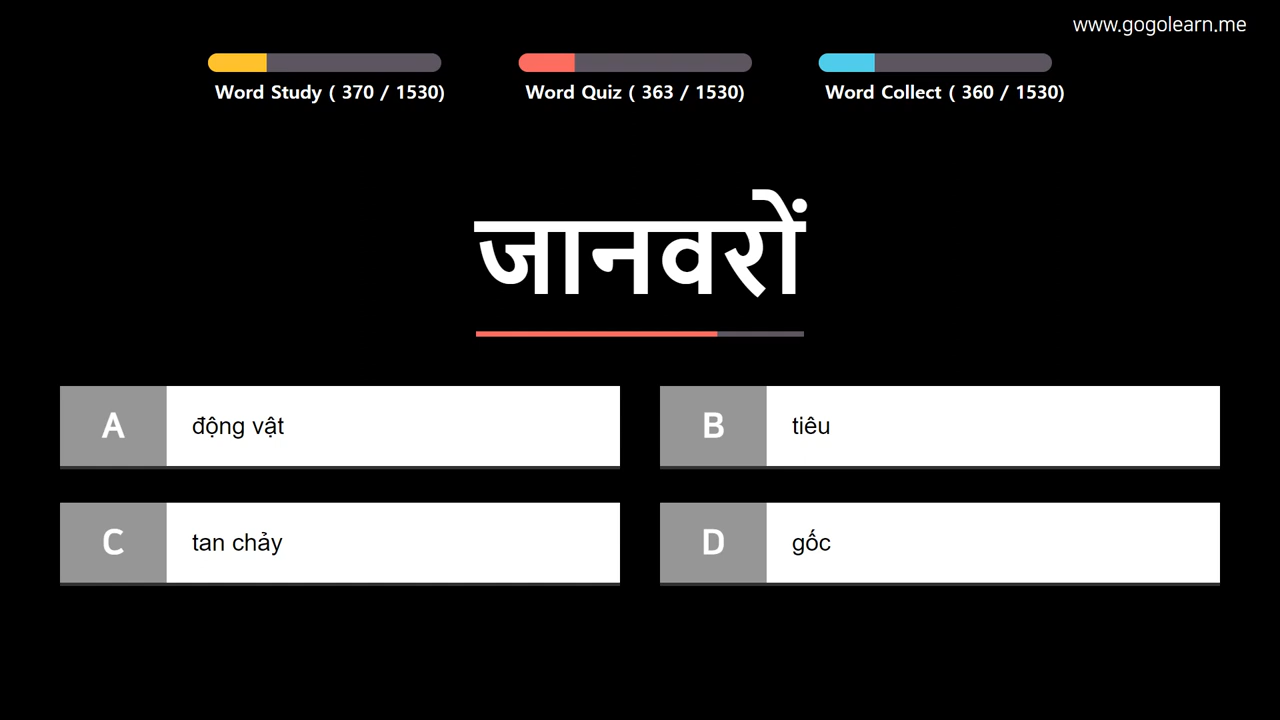 www.gogolearn.me
Word Study ( 370 / 1530)
Word Quiz ( 363 / 1530)
Word Collect ( 360 / 1530)
जानवरों
A động vật
B tiêu
C tan chảy
D gốc